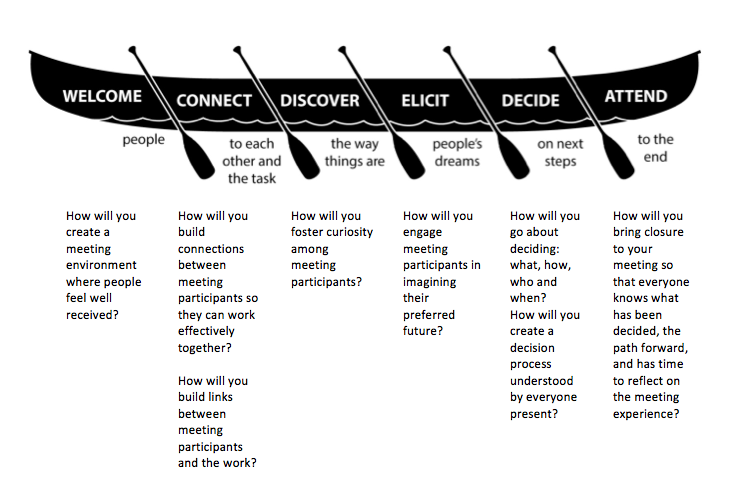 WELCOME
people
CONNECT
to each
other and
the task
DISCOVER
the way
things are
ELICIT
people's
dreams
DECIDE
on next
steps
ATTEND
to the
end
How will you
create a
meeting
environment
where people
feel well
received?
How will you
build
connections
between
meeting
participants so
they can work
effectively
together?
How will you
build links
between
meeting
participants
and the work?
How will you
foster curiosity
among
meeting
participants?
How will you
engage
meeting
participants in
imagining
their
preferred
future?
How will you
go about
deciding:
what, how,
who and
when?
How will you
create a
decision
process
understood
by everyone
present?
How will you
bring closure
to your
meeting so
that everyone
knows what
has been
decided, the
path forward,
and has time
to reflect on
the meeting
experience?